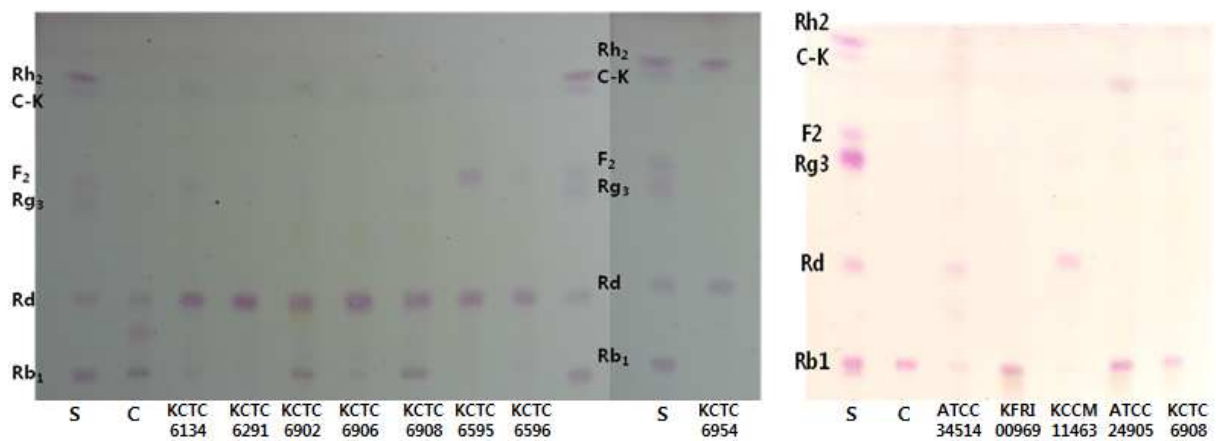 Rh2
C-K
F2
Rg3
Rd
Rb1
S
C
KCTC
6134
KCTC
6291
KCTC
6902
KCTC
6906
KCTC
6908
KCTC
6595
KCTC
6596
Rh2
C-K
F2
Rg3
Rd
Rb1
S
KCTC
6954
Rh2
C-K
F2
Rg3
Rd
Rb1
S
C
ATCC
34514
KFRI
00969
KCCM
11463
ATCC
24905
KCTC
6908